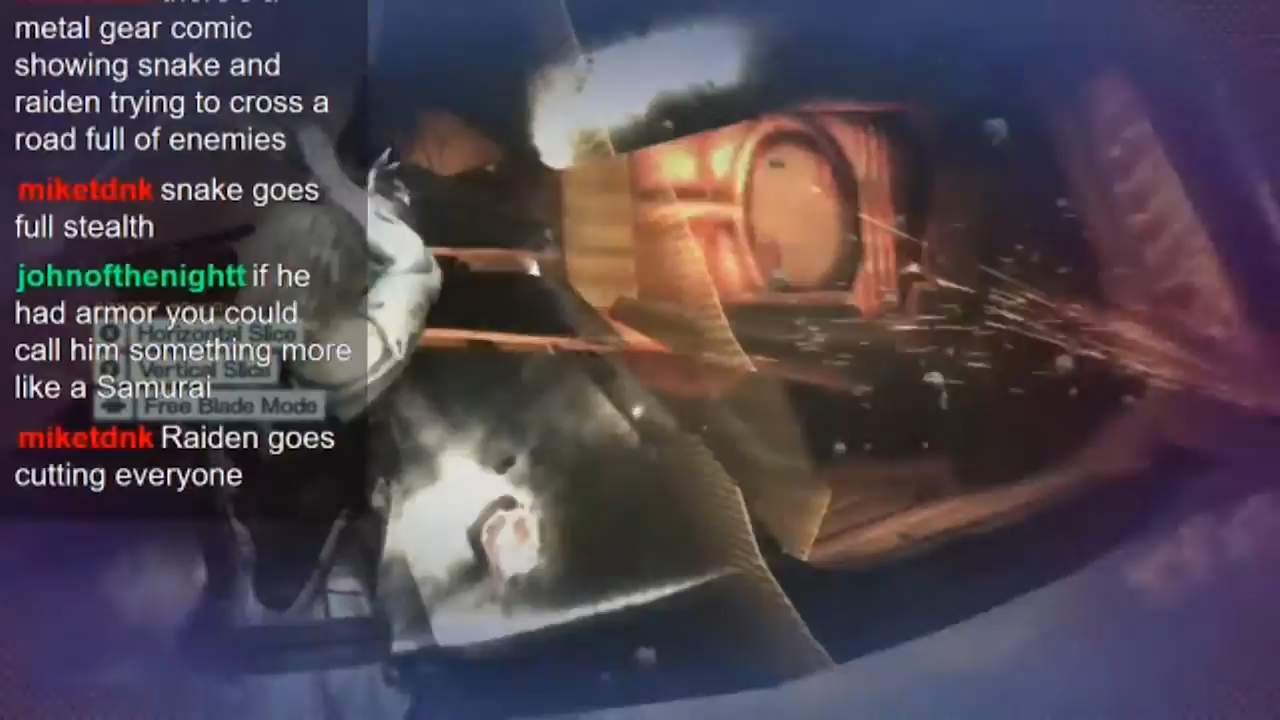 metal gear comic
showing snake and
raiden trying to cross a
road full of enemies
miketdnk snake goes
full stealth
johnofthenightt if he
had armor you could
call him something more
like a Samurai
miketdnk Raiden goes
cutting everyone
Horizontal Slice
Vertical Slice
Free Blade Mode